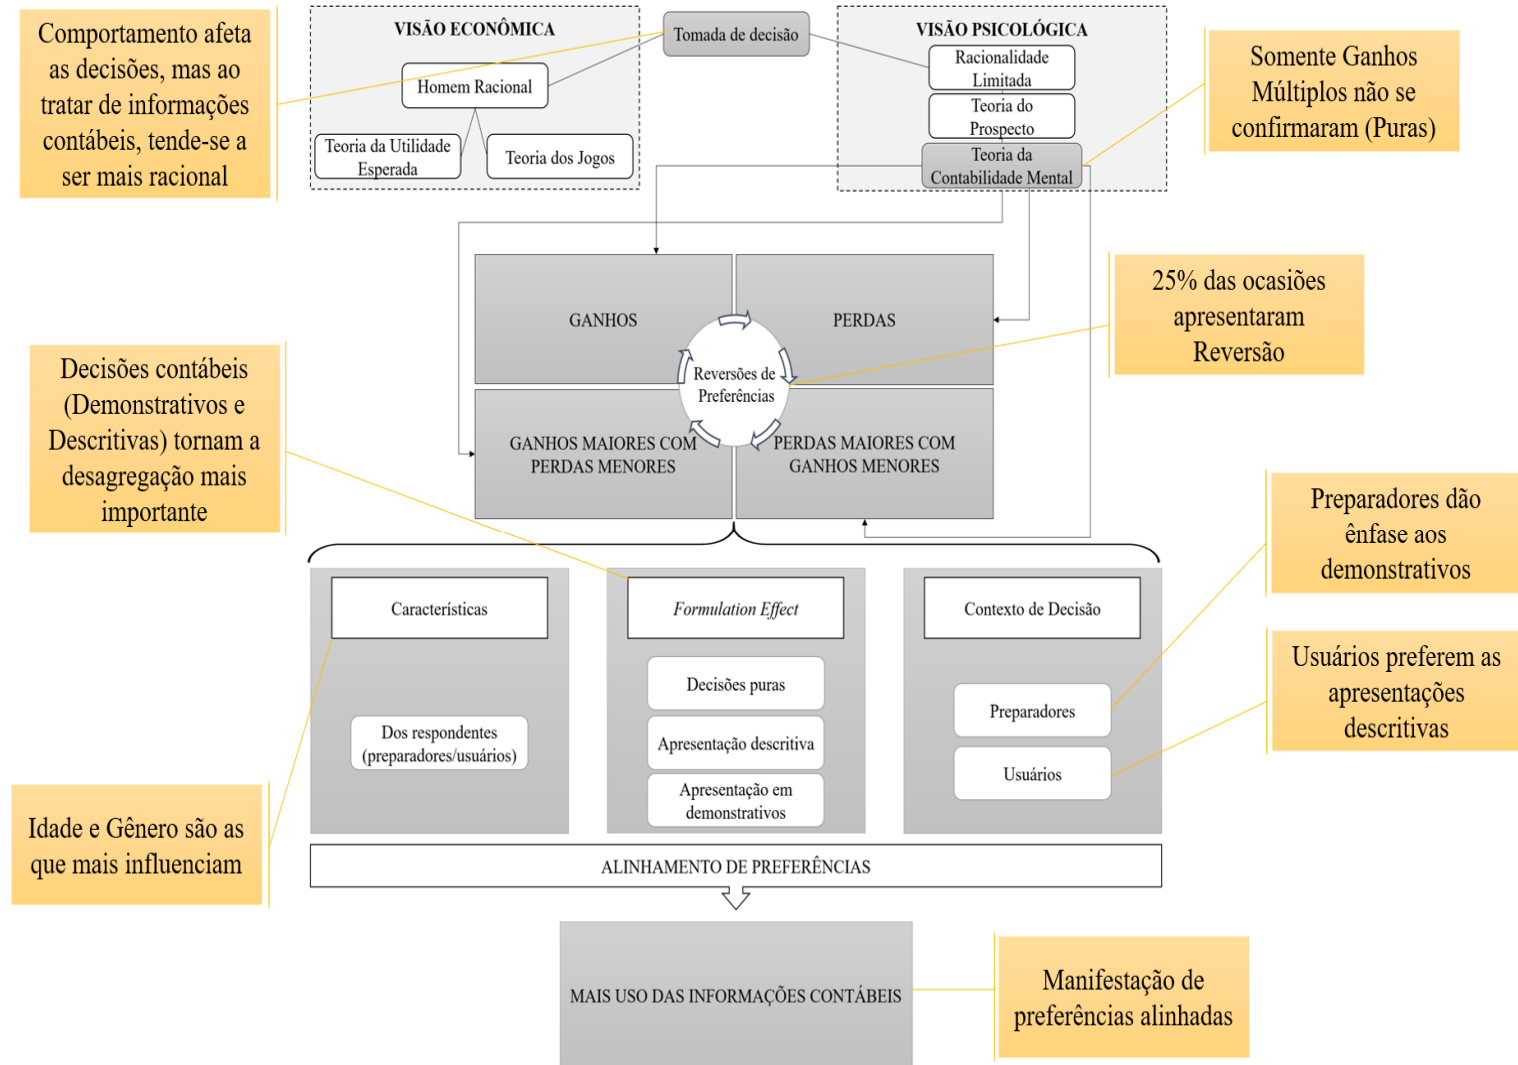 Comportamento afeta
as decisões, mas ao
tratar de informações
contábeis, tende-se a
ser mais racional
VISÃO ECONÔMICA
Homem Racional
Teoria da Utilidade
Esperada
Teoria dos Jogos
Tomada de decisão
VISÃO PSICOLÓGICA
Racionalidade
Limitada
Teoria do
Prospecto
Teoria da
Contabilidade Mental
Somente Ganhos
Múltiplos não se
confirmaram (Puras)
GANHOS
PERDAS
Reversões de
Preferências
GANHOS MAIORES COM
PERDAS MENORES
PERDAS MAIORES COM
GANHOS MENORES
25% das ocasiões
apresentaram
Reversão
Decisões contábeis
(Demonstrativos e
Descritivas) tornam a
desagregação mais
importante
Preparadores dão
ênfase aos
demonstrativos
Usuários preferem as
apresentações
descritivas
Características
Dos respondentes
(preparadores/usuários)
Formulation Effect
Decisões puras
Apresentação descritiva
Apresentação em
demonstrativos
Contexto de Decisão
Preparadores
Usuários
Idade e Gênero são as
que mais influenciam
ALINHAMENTO DE PREFERÊNCIAS
MAIS USO DAS INFORMAÇÕES CONTÁBEIS
Manifestação de
preferências alinhadas